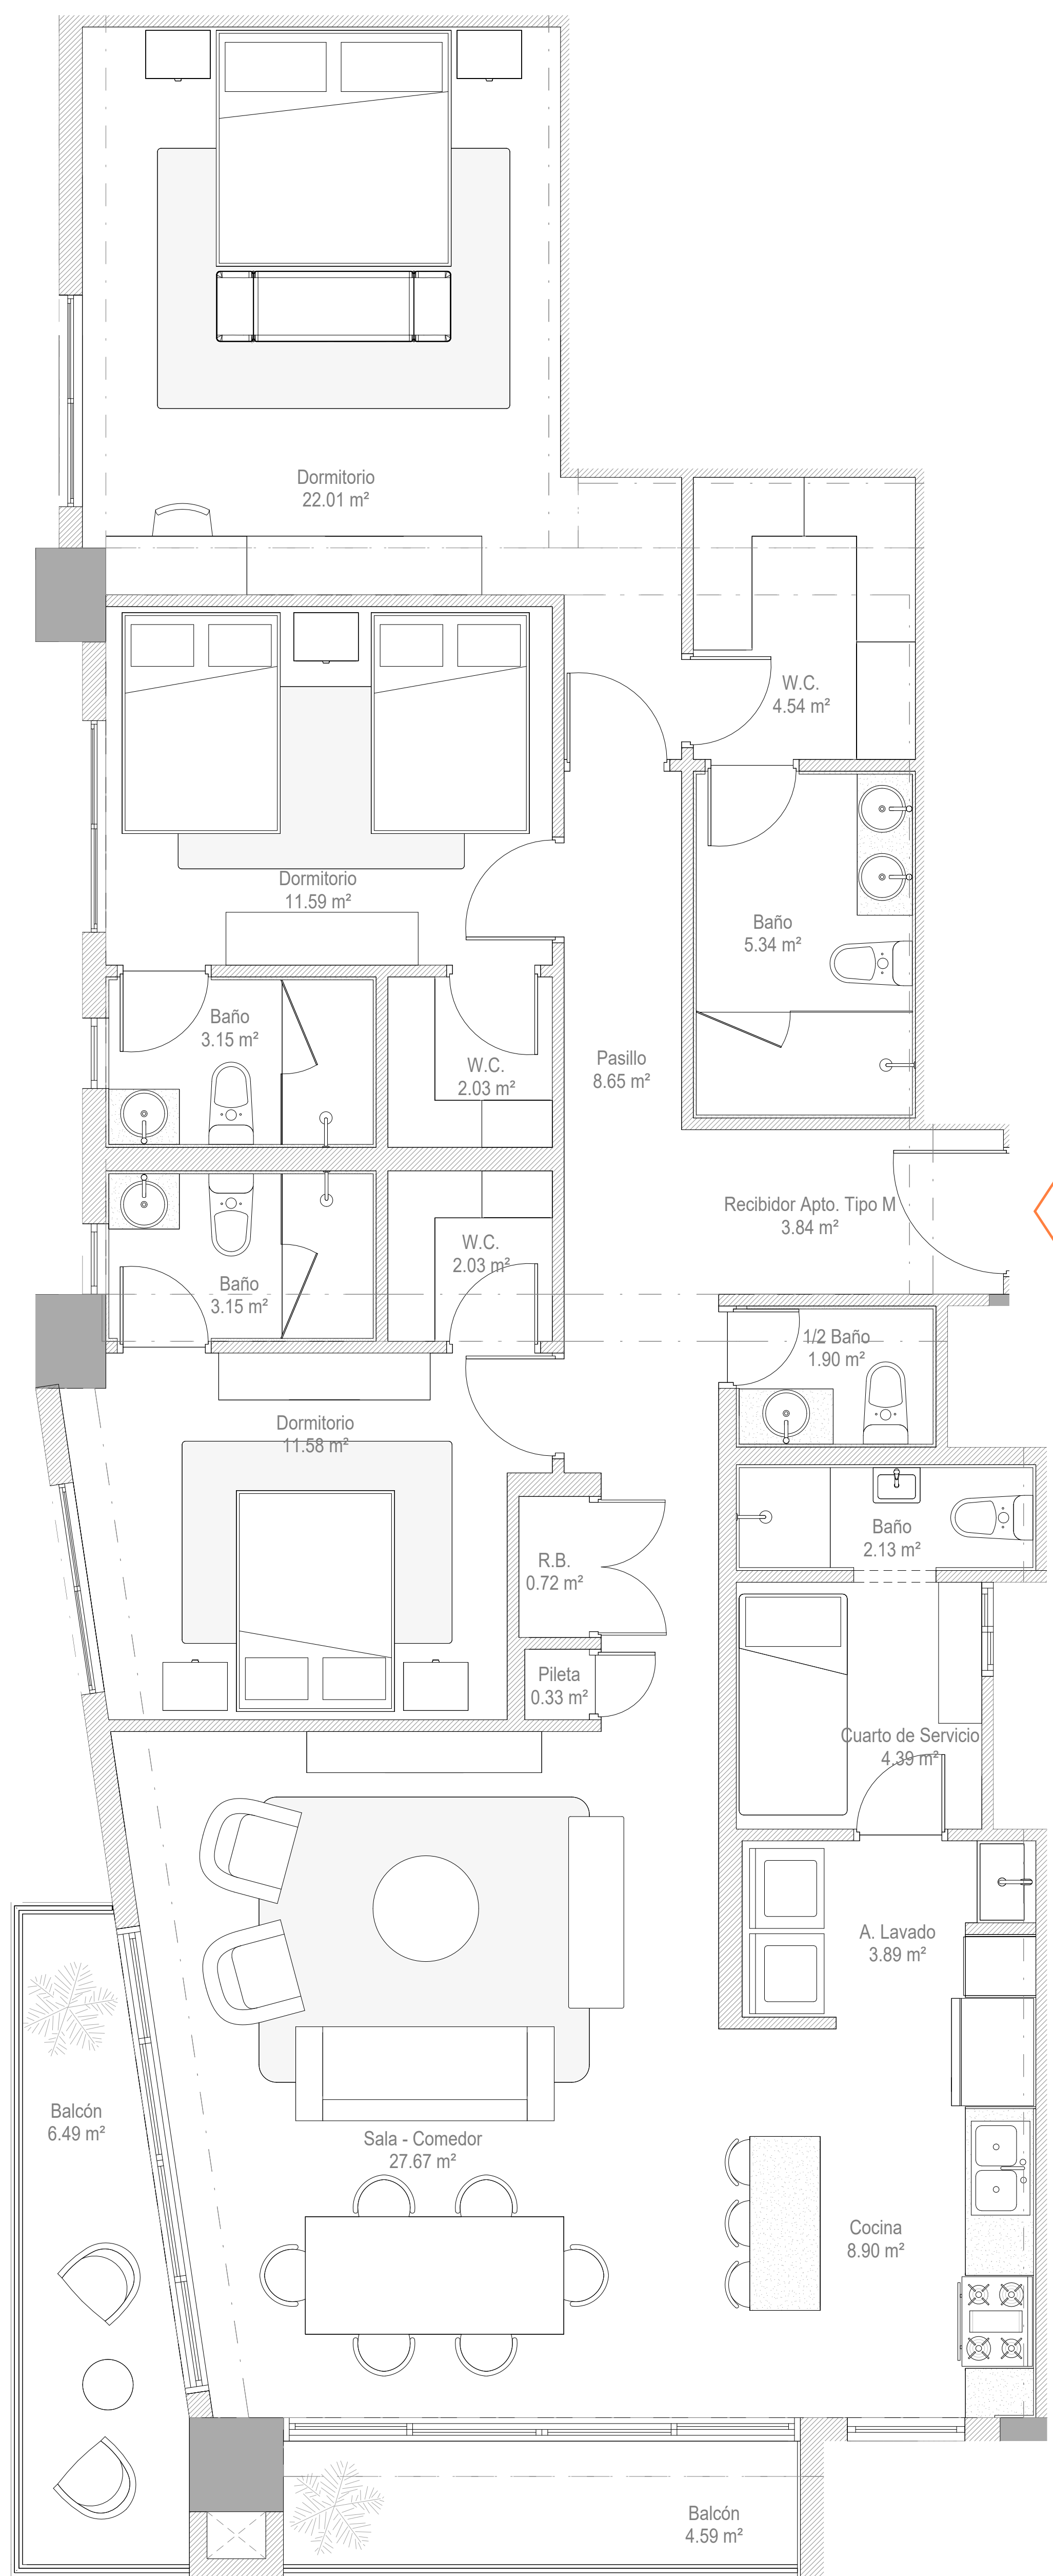 Dormitorio
22.01 m²
W.C.
4.54 m²
Dormitorio
11.59 m²
Baño
5.34 m²
Baño
3.15 m²
W.C.
2.03 m²
Pasillo
8.65 m²
Recibidor Apto. Tipo M
3.84 m²
W.C.
2.03 m²
Baño
3.15 m²
1/2 Baño
1.90 m²
Dormitorio
11.58 m²
Baño
2.13 m²
R.B.
0.72 m²
Pileta
0.33 m²
Cuarto de Servicio
4.39 m²
A. Lavado
3.89 m²
Balcón
6.49 m²
Sala - Comedor
27.67 m²
Cocina
8.90 m²
Balcón
4.59 m²